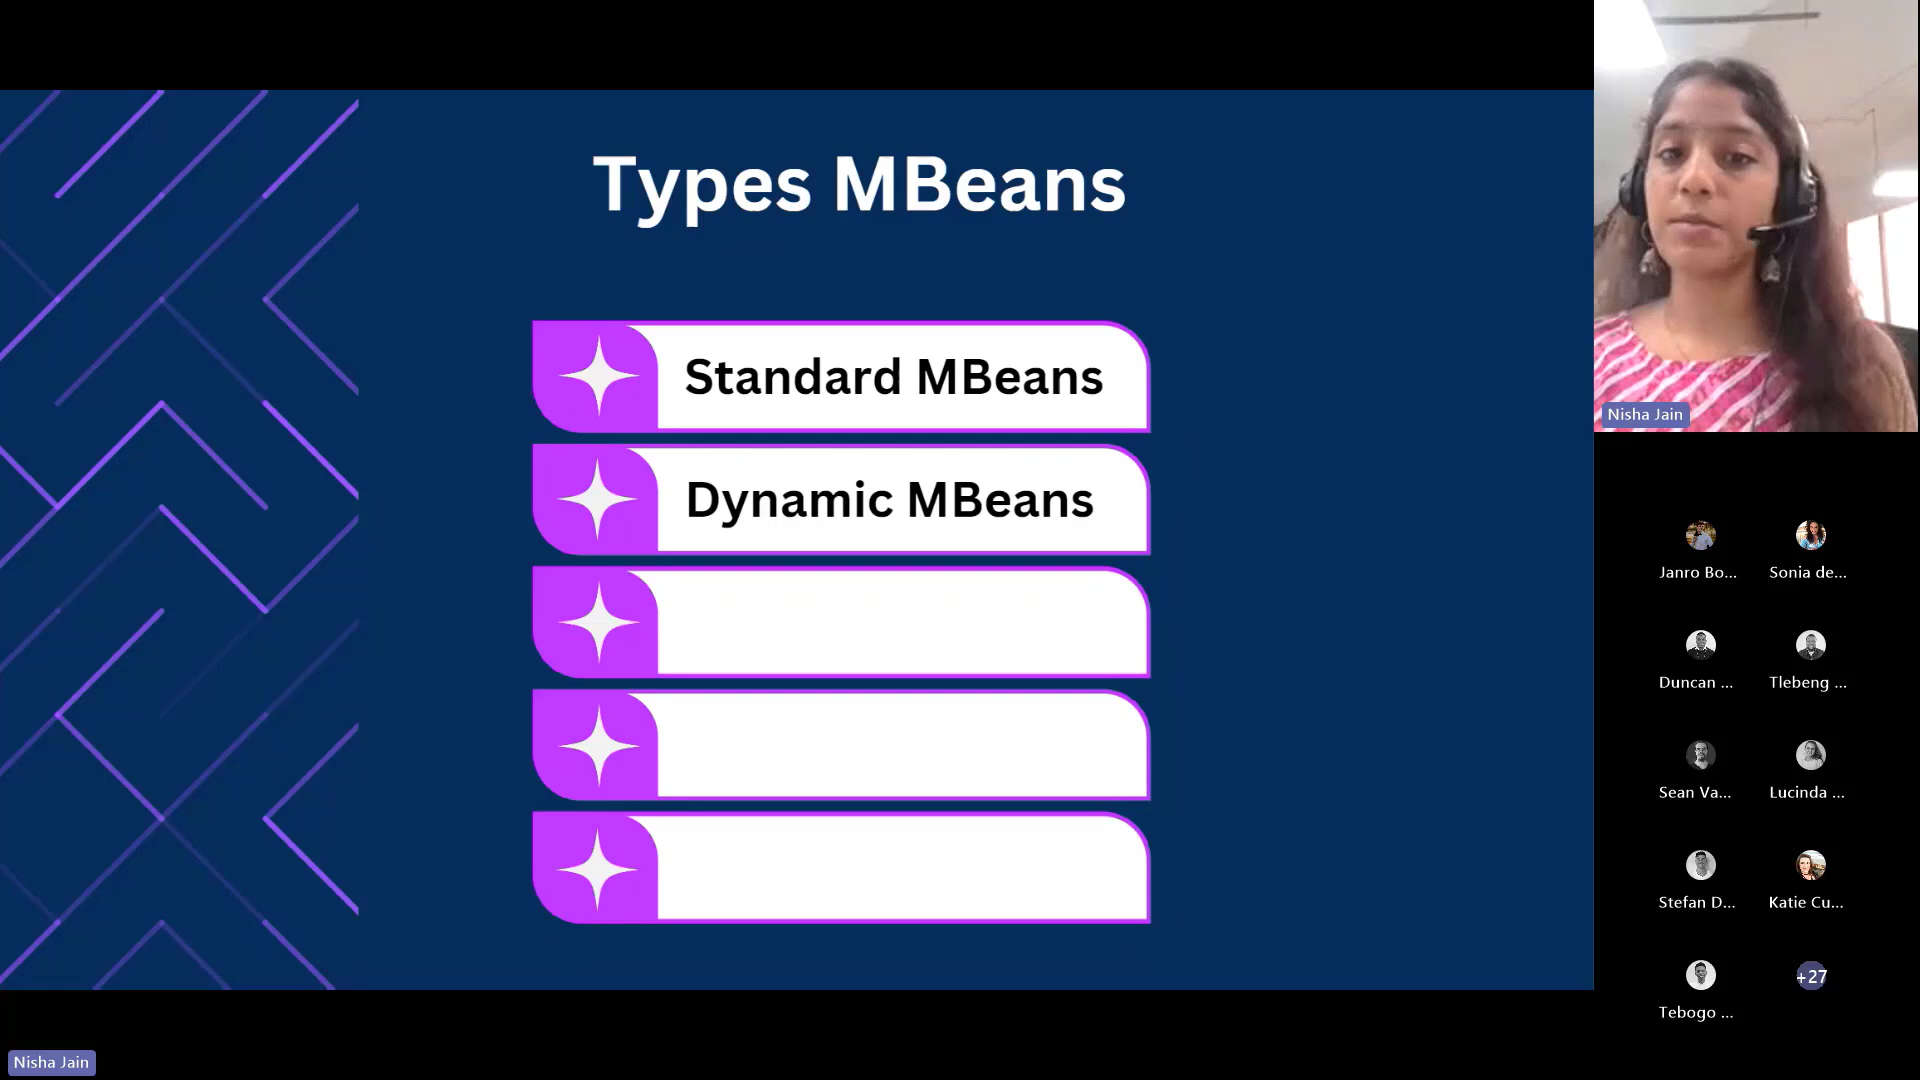 Types MBeans
Standard MBeans
Dynamic MBeans
Nisha Jain
Janro Bo...
Sonia de...
Duncan ...
Tlebeng ...
Sean Va...
Lucinda ...
Stefan D...
Katie Cu...
Tebogo ...
+27
Nisha Jain